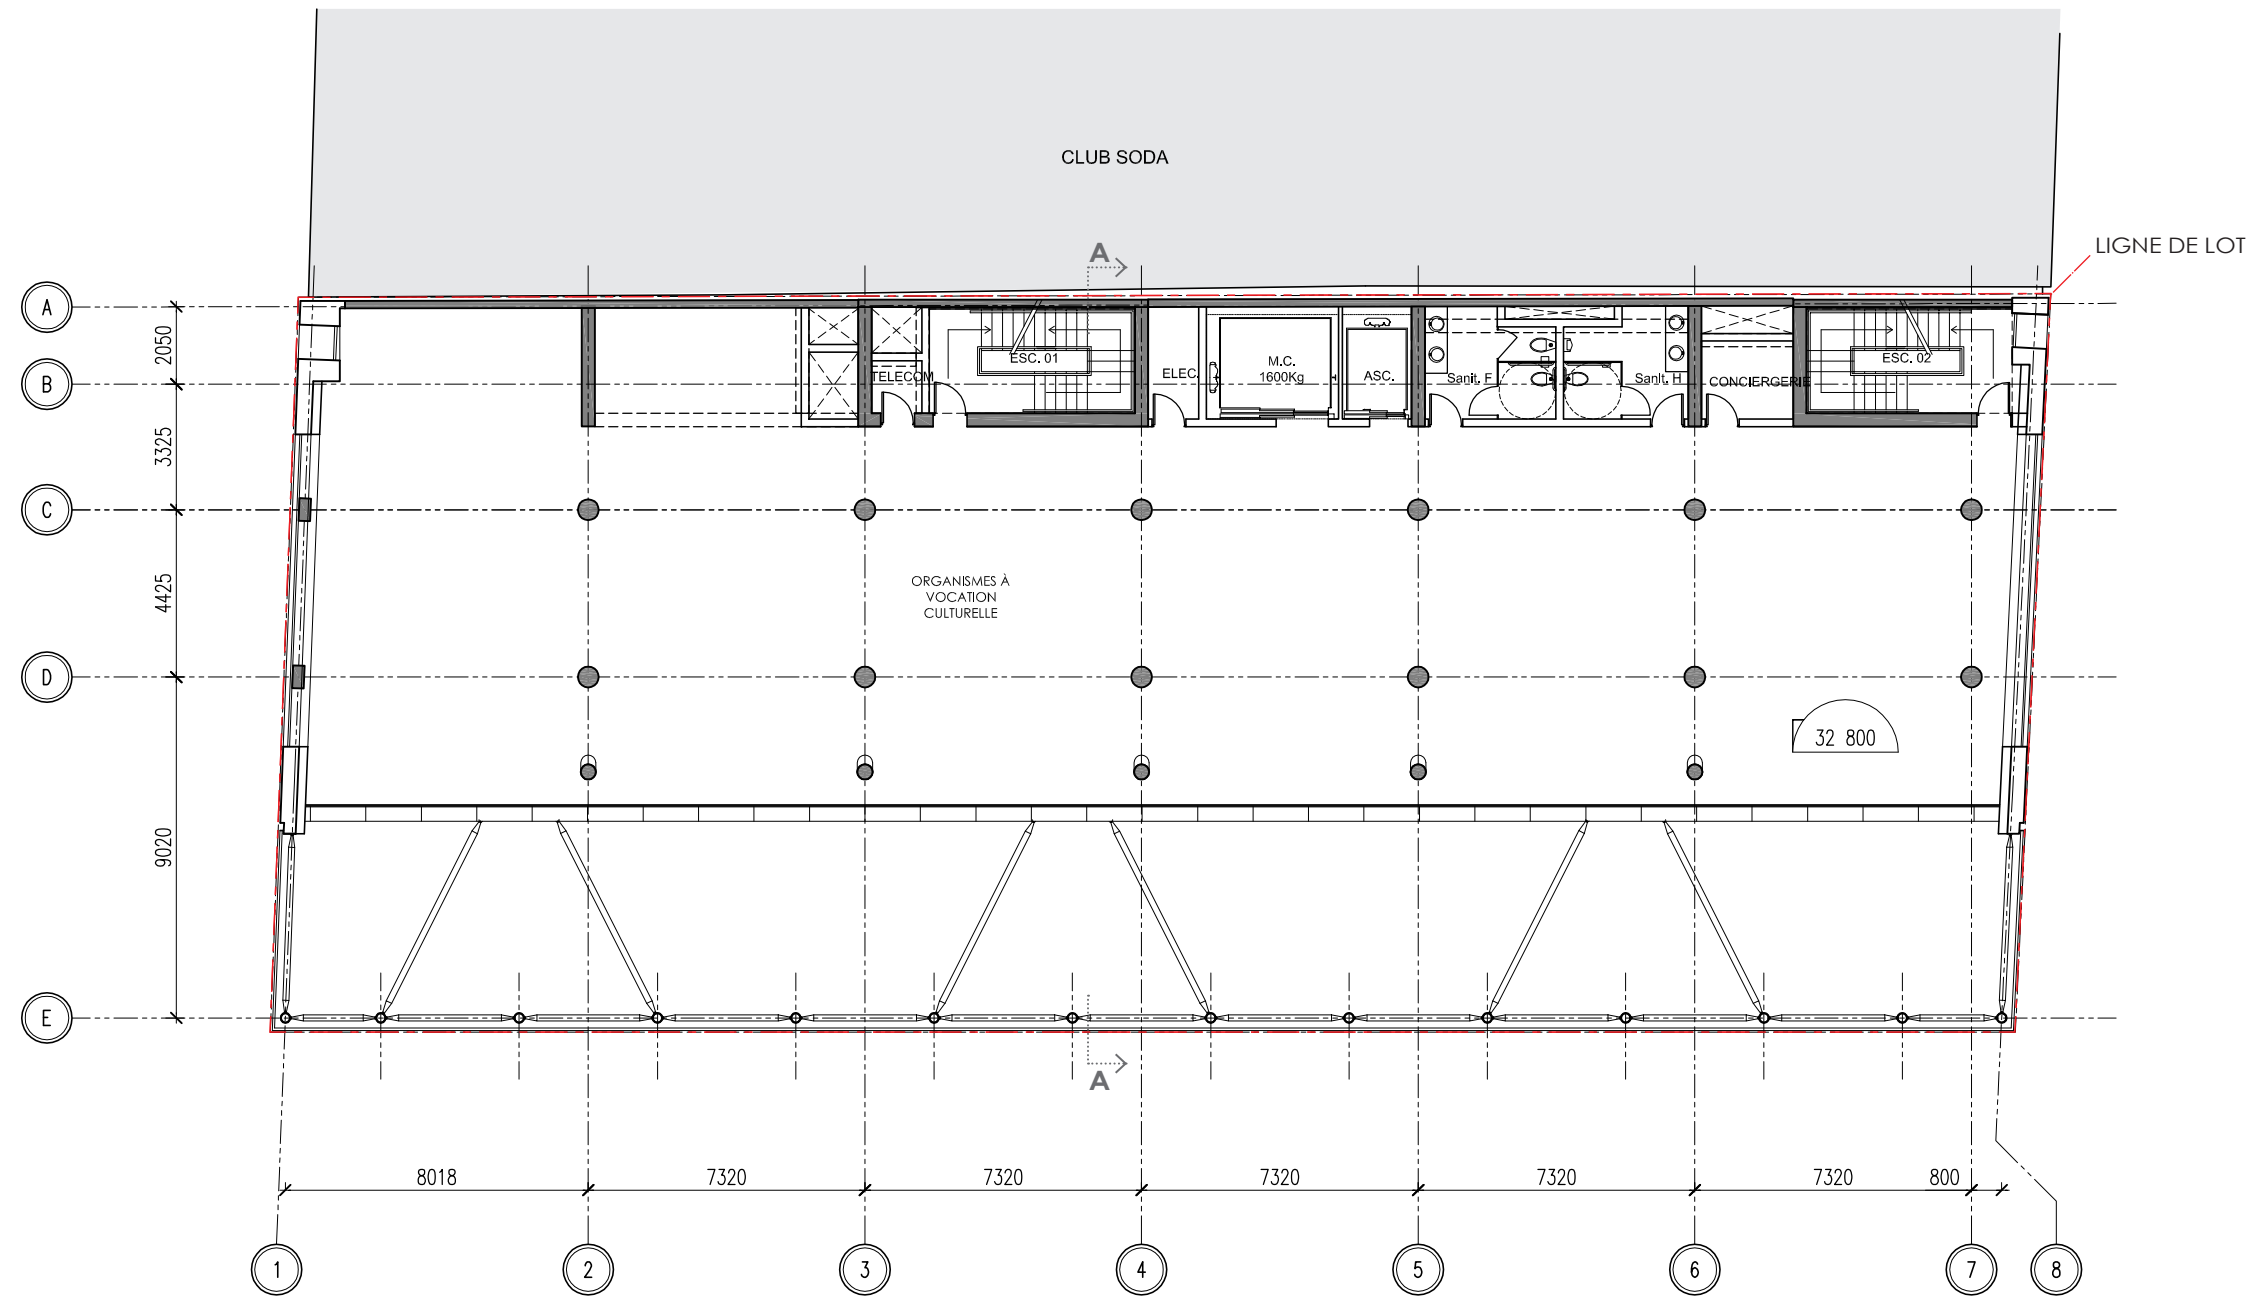 CLUB SODA
LIGNE DE LOT
A
A
B
C
D
E
2050
3325
4425
9020
TELECOM
ESC. 01
ELEC.
M.C.
1600Kg
ASC.
Sanit. F
Sanit. H
CONCIERGERIE
ESC. 02
ORGANISMES À
VOCATION
CULTURELLE
32 800
A
8018
7320
7320
7320
7320
7320
800
1
2
3
4
5
6
7
8